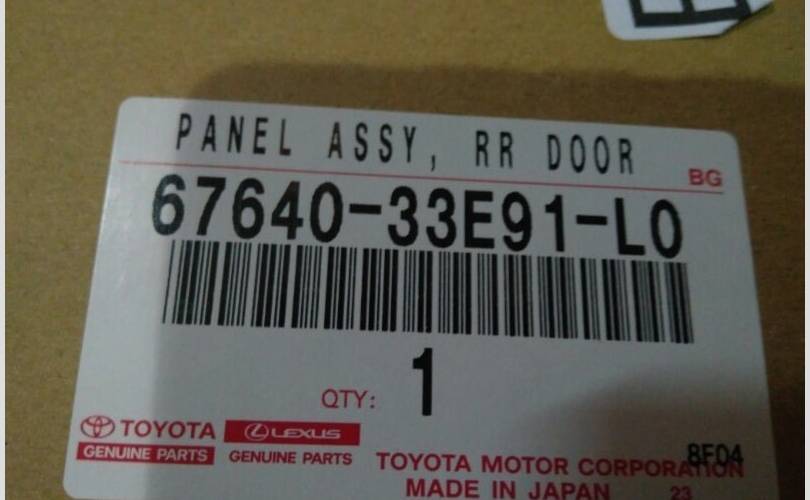 PANEL ASSY, RR DOOR
BG
67640-33E91-L0
QTY: 1
TOYOTA
GENUINE PARTS
LEXUS
GENUINE PARTS
8F04
TOYOTA MOTOR CORPORATION
MADE IN JAPAN 23